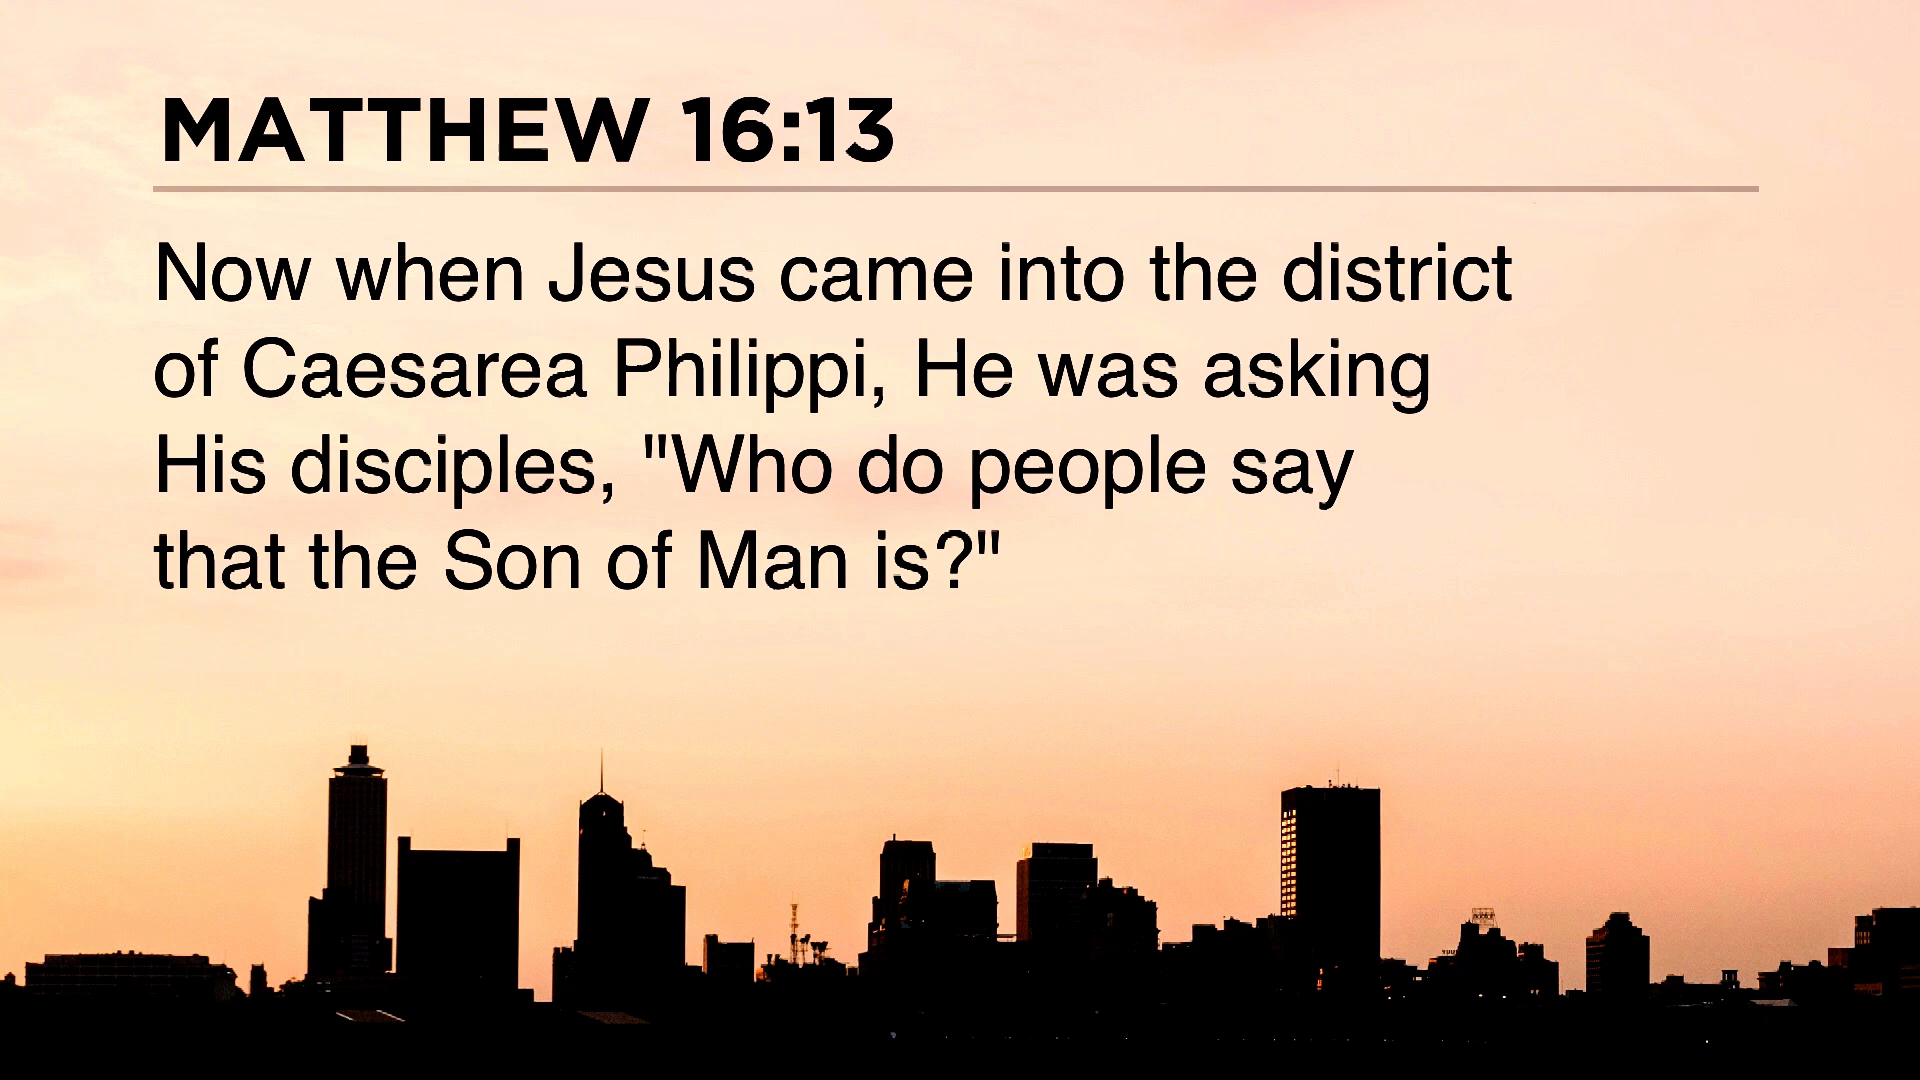 MATTHEW 16:13
Now when Jesus came into the district
of Caesarea Philippi, He was asking
His disciples, "Who do people say
that the Son of Man is?"